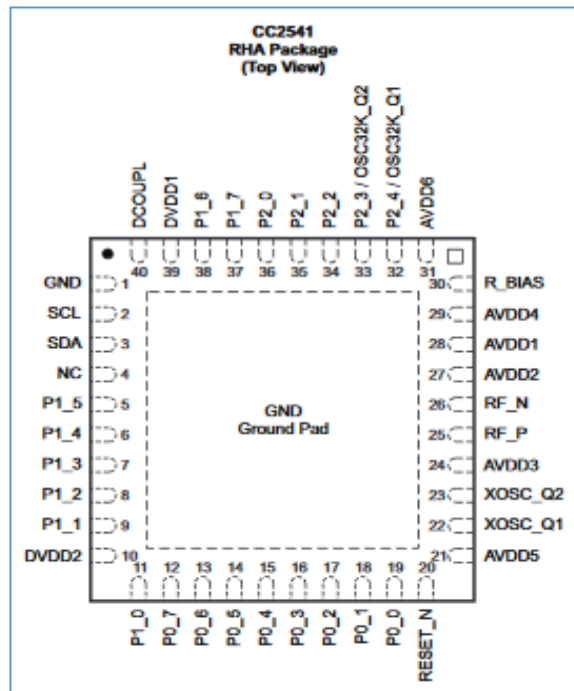 CC2541
RHA Package
(Top View)
DCOUPL
DVDD1
P1_6
P1_7
P2_0
P2_1
P2_2
P2_3 / OSC32K_Q2
P2_4 / OSC32K_Q1
AVDD6
40 39 38 37 36 35 34 33 32 31
GND 1 30 R_BIAS
SCL 2 29 AVDD4
SDA 3 28 AVDD1
NC 4 27 AVDD2
P1_5 5 26 RF_N
P1_4 6 25 RF_P
P1_3 7 24 AVDD3
P1_2 8 23 XOSC_Q2
P1_1 9 22 XOSC_Q1
DVDD2 10 21 AVDD5
GND
Ground Pad
11 12 13 14 15 16 17 18 19 20
P1_0
P0_7
P0_6
P0_5
P0_4
P0_3
P0_2
P0_1
P0_0
RESET_N